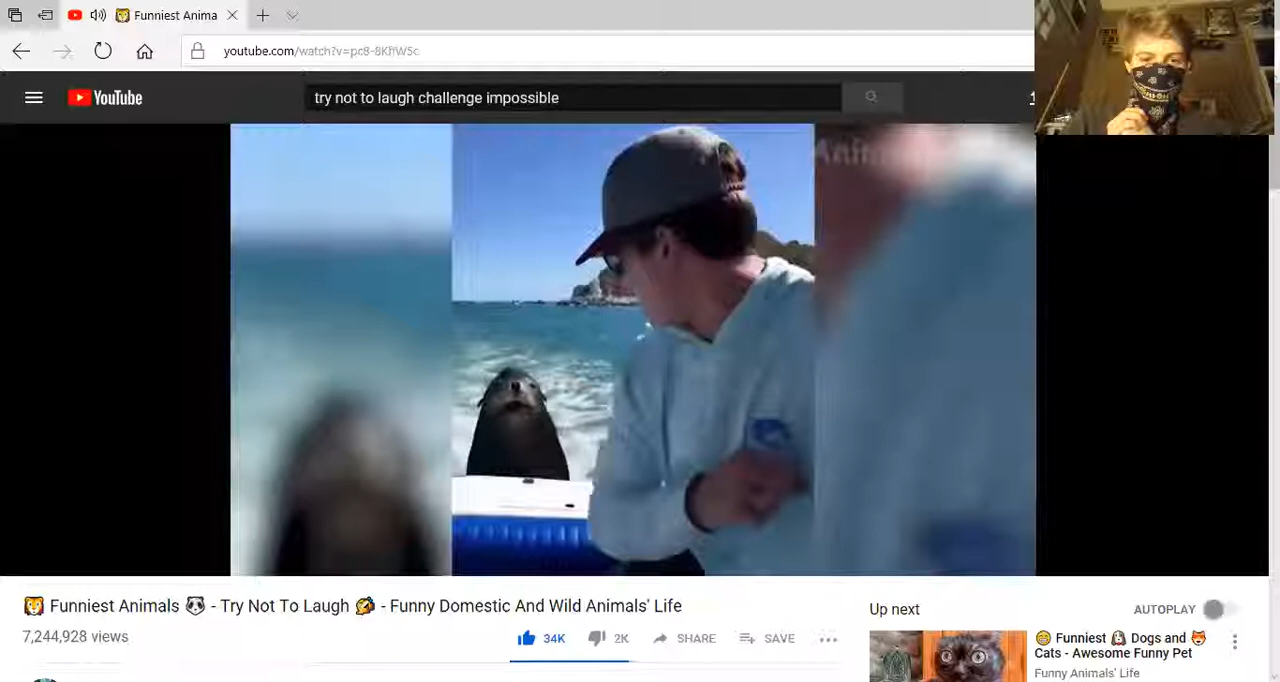 Funniest Anima
youtube.com/watch?v=pc8-8KffW5c
YouTube
try not to laugh challenge impossible
Funniest Animals - Try Not To Laugh - Funny Domestic And Wild Animals' Life
7,244,928 views
34K
2K
SHARE
SAVE
Up next
AUTOPLAY
Funniest Dogs and
Cats - Awesome Funny Pet
Funny Animals' Life